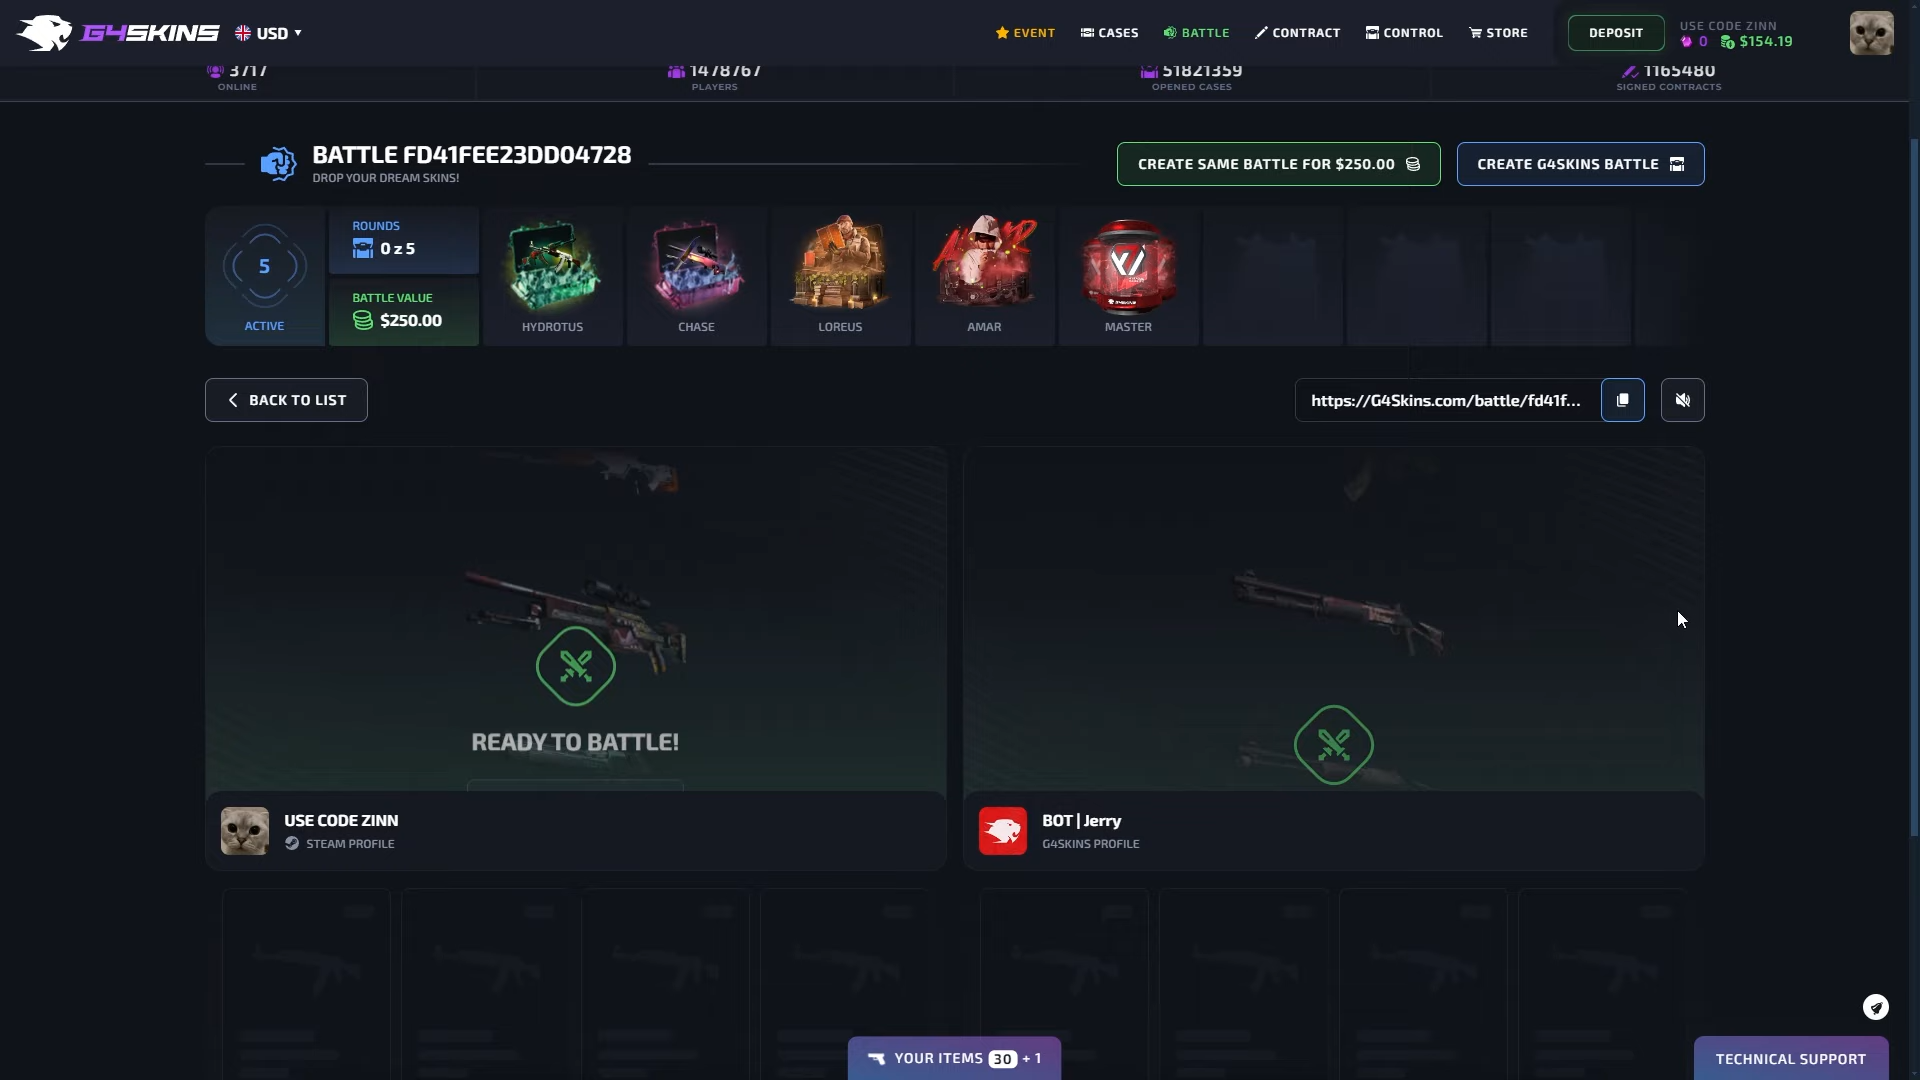 G4SKINS
USD
EVENT
CASES
BATTLE
CONTRACT
CONTROL
STORE
DEPOSIT
USE CODE ZINN
0 $154.19
3717
ONLINE
1478767
PLAYERS
51821359
OPENED CASES
1165480
SIGNED CONTRACTS
BATTLE FD41FEE23DD04728
DROP YOUR DREAM SKINS!
CREATE SAME BATTLE FOR $250.00
CREATE G4SKINS BATTLE
5
ACTIVE
ROUNDS
0 z 5
BATTLE VALUE
$250.00
HYDROTUS
CHASE
LOREUS
AMAR
MASTER
BACK TO LIST
https://G4Skins.com/battle/fd41f...
READY TO BATTLE!
USE CODE ZINN
STEAM PROFILE
BOT | Jerry
G4SKINS PROFILE
YOUR ITEMS 30 + 1
TECHNICAL SUPPORT